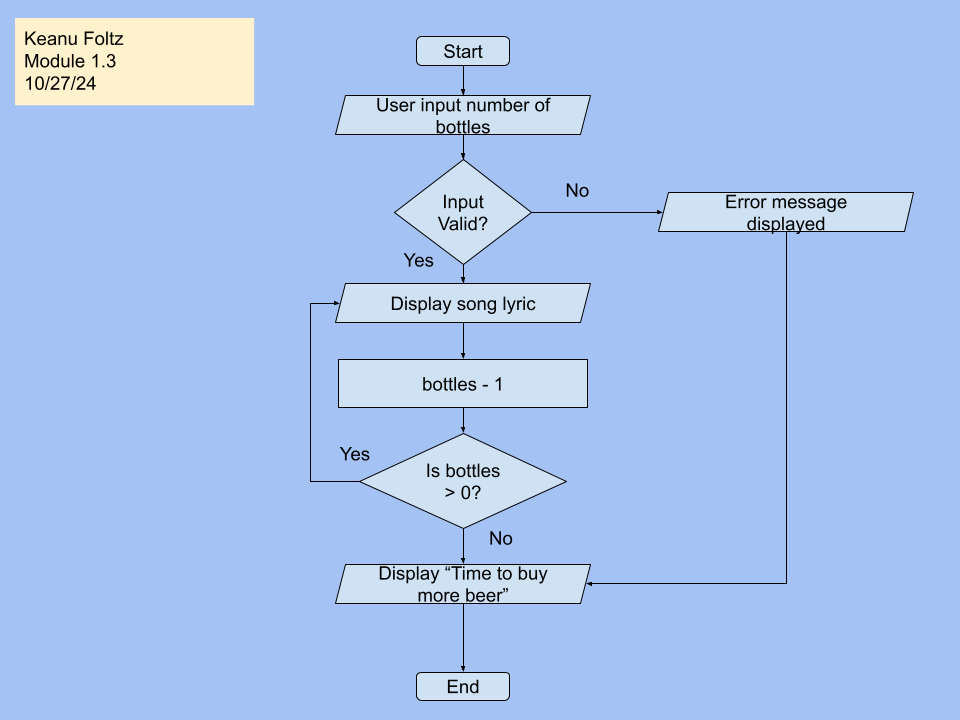 Keanu Foltz
Module 1.3
10/27/24
Start
User input number of
bottles
Input
Valid?
No
Error message
displayed
Yes
Display song lyric
bottles - 1
Yes
Is bottles
> 0?
No
Display “Time to buy
more beer”
End